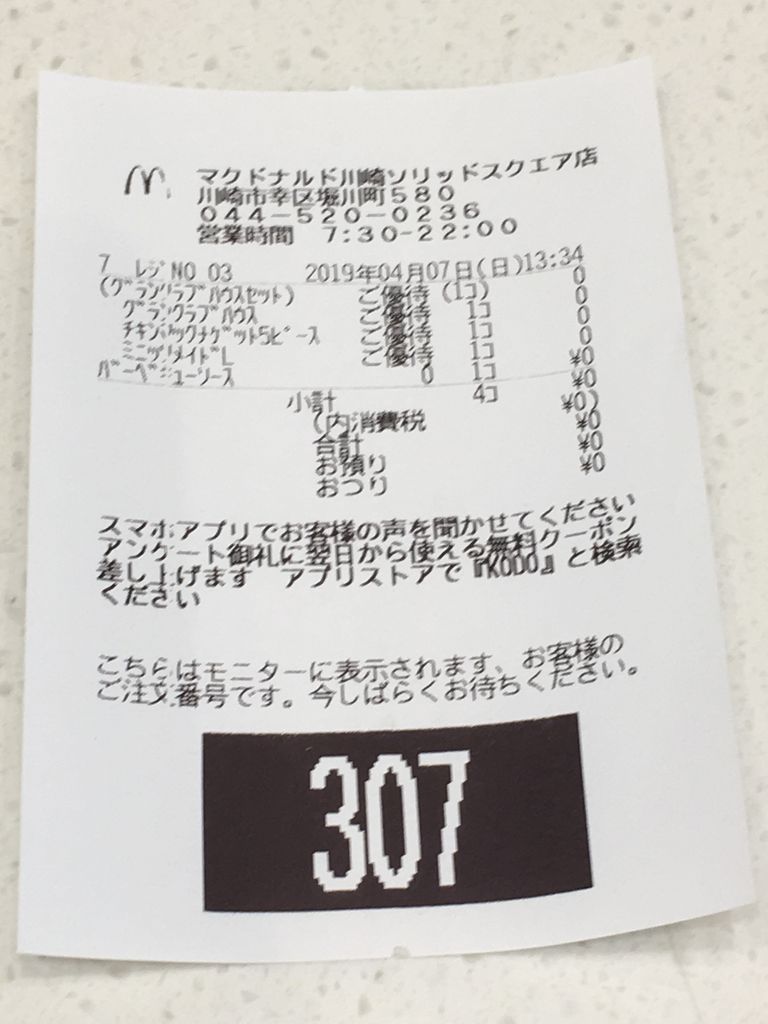 マクドナルド川崎ソリッドスクエア店
川崎市幸区堀川町580
044-520-0236
営業時間 7:30-22:00
7 レジNO 03 2019年04月07日(日)13:34
(グランクラブハウスセット) ご優待 (1コ) 0
グランクラブハウス ご優待 1コ 0
チキンマックナゲット5ピース ご優待 1コ 0
ミニッツメイドL ご優待 1コ 0
バーベキューソース 0 1コ ¥0
小計 4コ ¥0
(内消費税 ¥0)
合計 ¥0
お預り ¥0
おつり ¥0
スマホアプリでお客様の声を聞かせてください
アンケート御礼に翌日から使える無料クーポン
差し上げます アプリストアで『KODO』と検索
ください
こちらはモニターに表示されます、お客様の
ご注文番号です。今しばらくお待ちください。
307